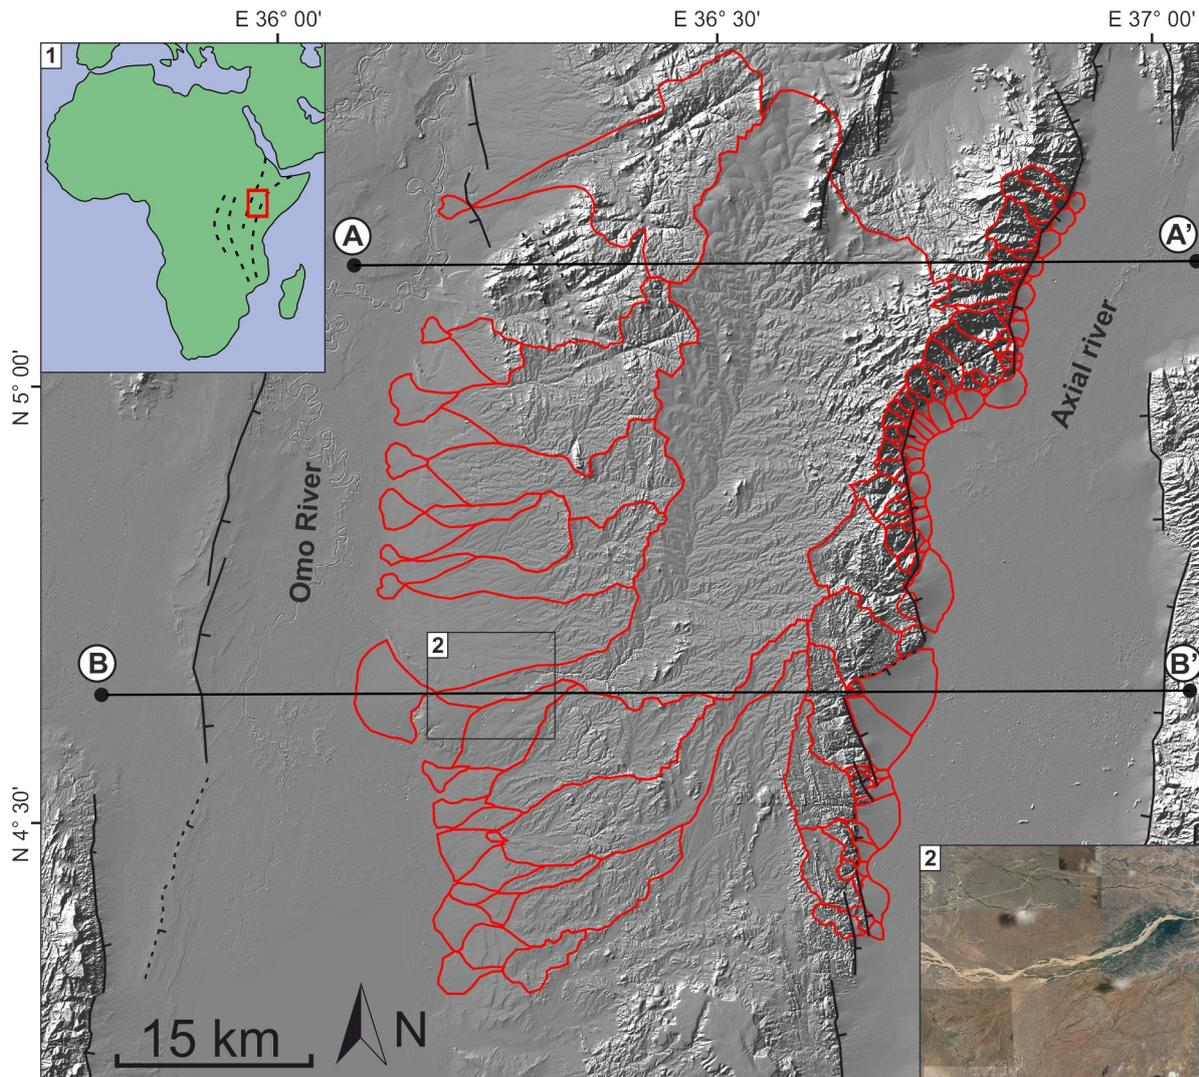 E 36° 00'
E 36° 30'
E 37° 00'
1
A
A'
N 5° 00'
Axial river
Omo River
2
B
B'
N 4° 30'
2
15 km
N